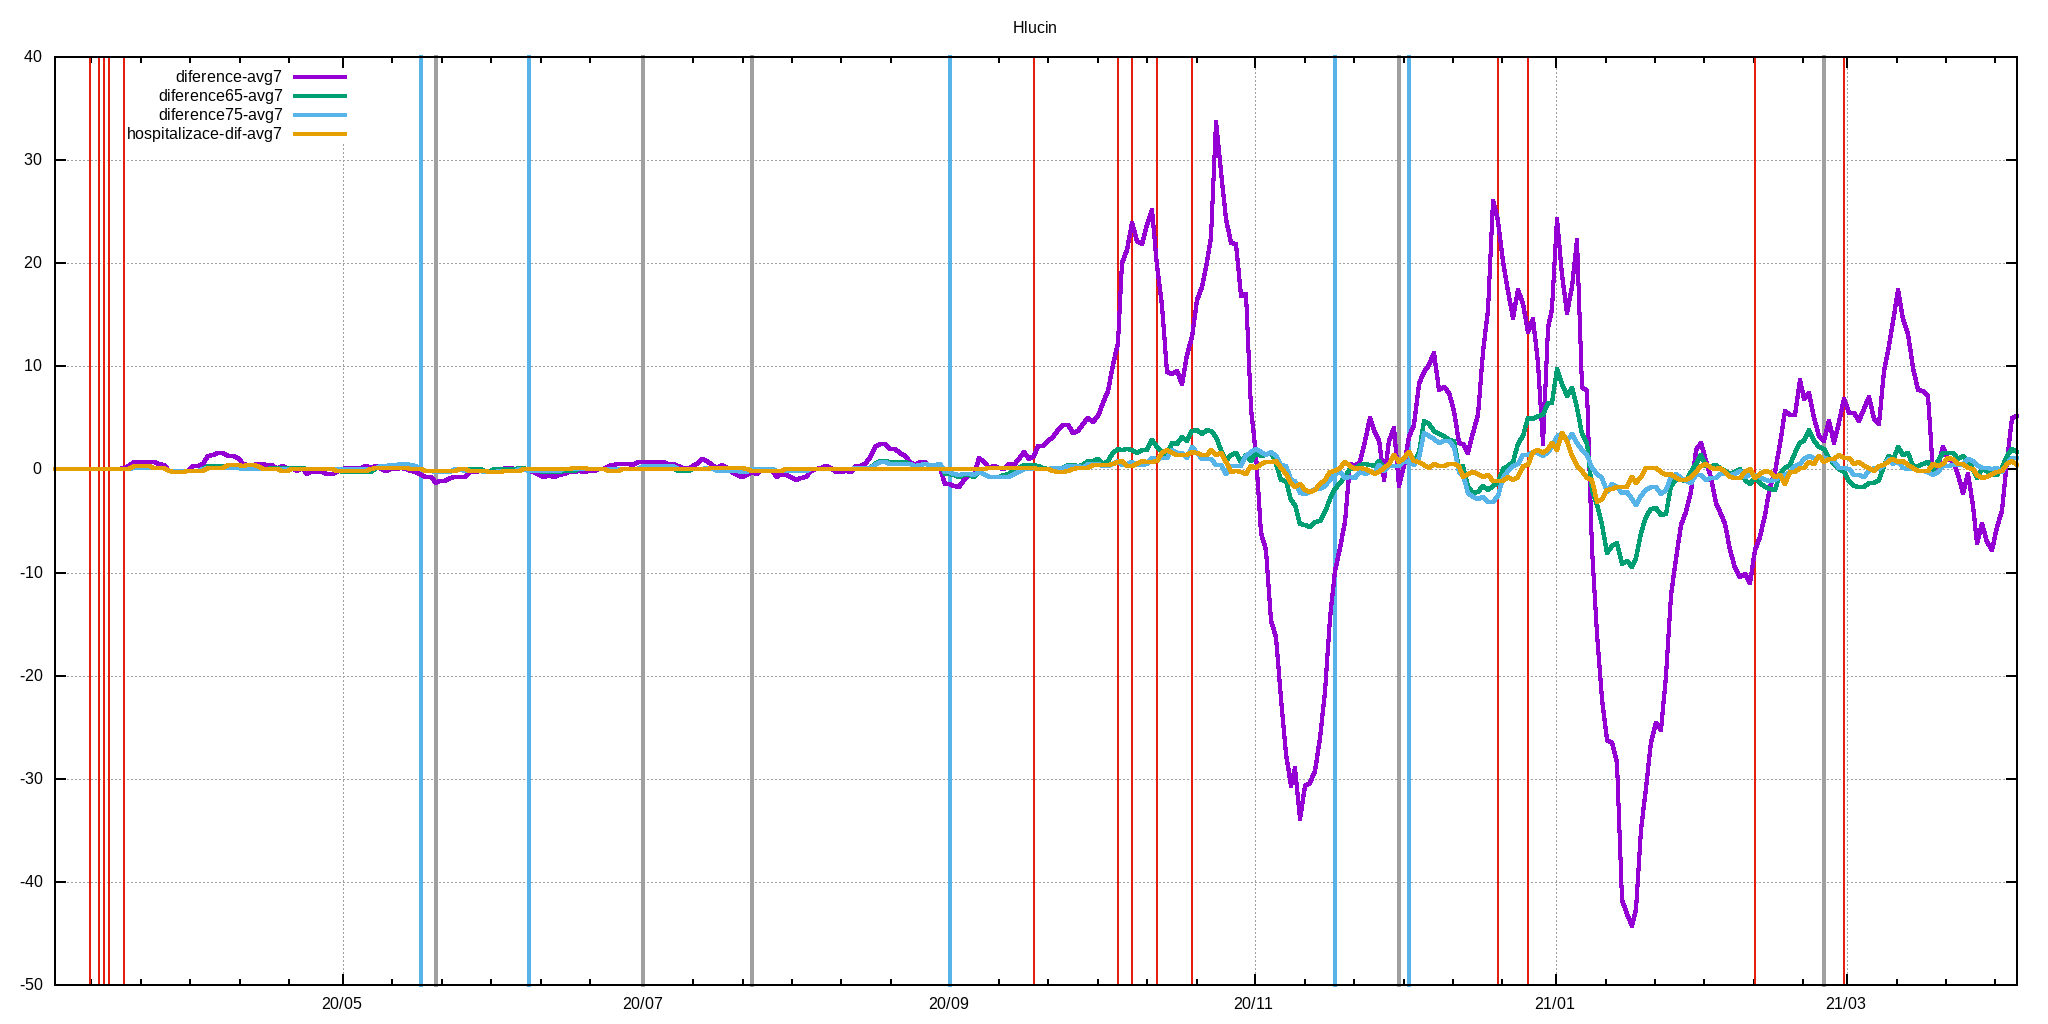 Hlucin
diference-avg7
diference65-avg7
diference75-avg7
hospitalizace-dif-avg7
40
30
20
10
0
-10
-20
-30
-40
-50
20/05 20/07 20/09 20/11 21/01 21/03